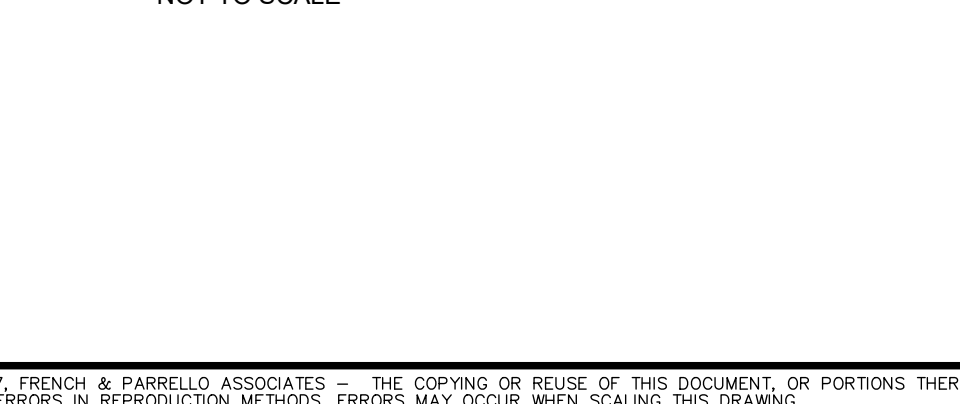 NOT TO SCALE
7, FRENCH & PARRELLO ASSOCIATES – THE COPYING OR REUSE OF THIS DOCUMENT, OR PORTIONS THER
ERRORS IN REPRODUCTION METHODS, ERRORS MAY OCCUR WHEN SCALING THIS DRAWING